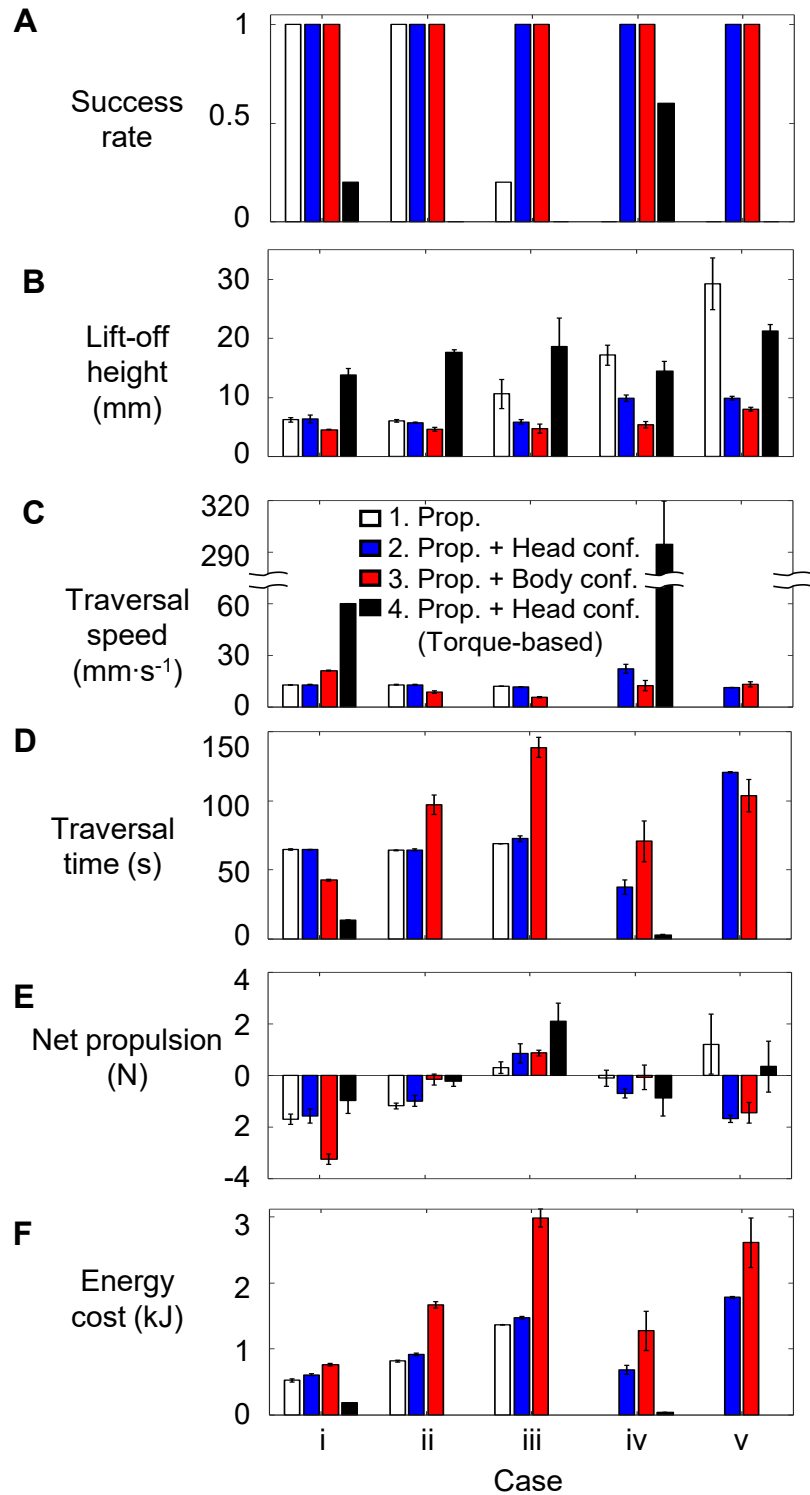 A
Success
rate
1
0.5
0
B
Lift-off
height
(mm)
30
20
10
0
C
Traversal
speed
(mm·s-1)
320
290
60
30
0
1. Prop.
2. Prop. + Head conf.
3. Prop. + Body conf.
4. Prop. + Head conf.
(Torque-based)
D
Traversal
time (s)
150
100
50
0
E
Net propulsion
(N)
4
2
0
2
-4
F
Energy
cost (kJ)
3
2
1
0
i ii iii iv v
Case